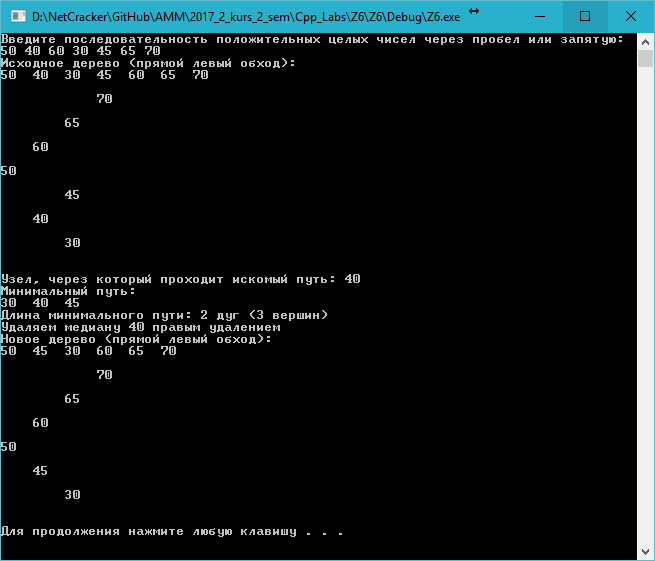 D:\NetCracker\GitHub\AMM\2017_2_kurs_2_sem\Cpp_Labs\Z6\Z6\Debug\Z6.exe
Введите последовательность положительных целых чисел через пробел или запятую:
50 40 60 30 45 65 70
Исходное дерево (прямой левый обход):
50  40  30  45  60  65  70
70
65
60
50
45
40
30
Узел, через который проходит искомый путь: 40
Минимальный путь:
30  40  45
Длина минимального пути: 2 дуг (3 вершин)
Удаляем медиану 40 правым удалением
Новое дерево (прямой левый обход):
50  45  30  60  65  70
70
65
60
50
45
30
Для продолжения нажмите любую клавишу . . .